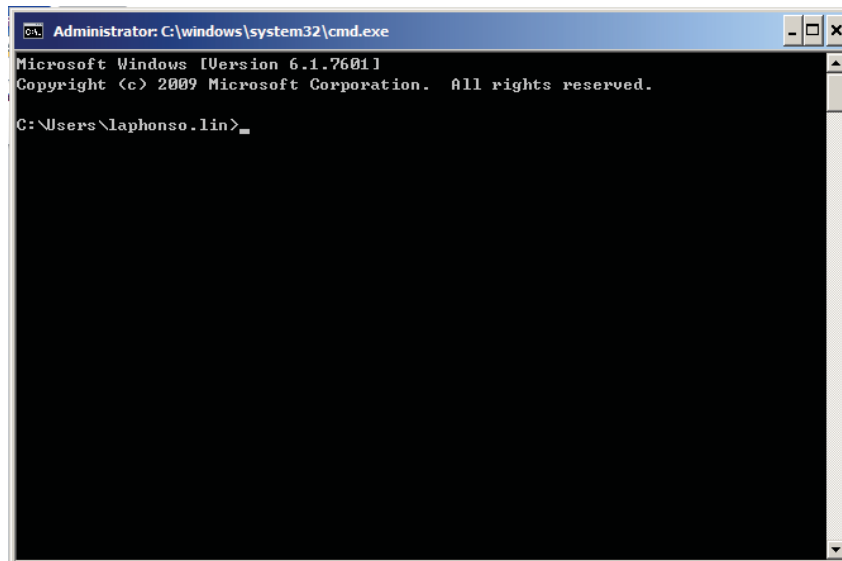 Administrator: C:\windows\system32\cmd.exe
Microsoft Windows [Version 6.1.7601]
Copyright (c) 2009 Microsoft Corporation.  All rights reserved.
C:\Users\laphonso.lin>_